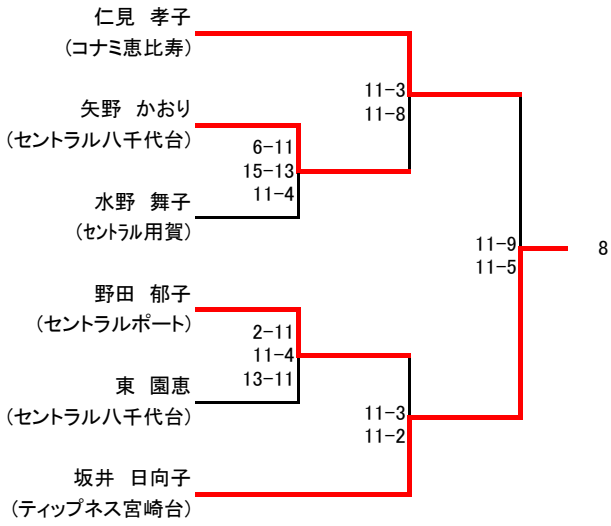 仁見　孝子
(コナミ恵比寿)
11-3
11-8
矢野　かおり
(セントラル八千代台)
6-11
15-13
11-4
水野　舞子
(セントラル用賀)
11-9
11-5
8
野田　郁子
(セントラルポート)
2-11
11-4
13-11
東　園恵
(セントラル八千代台)
11-3
11-2
坂井　日向子
(ティップネス宮崎台)